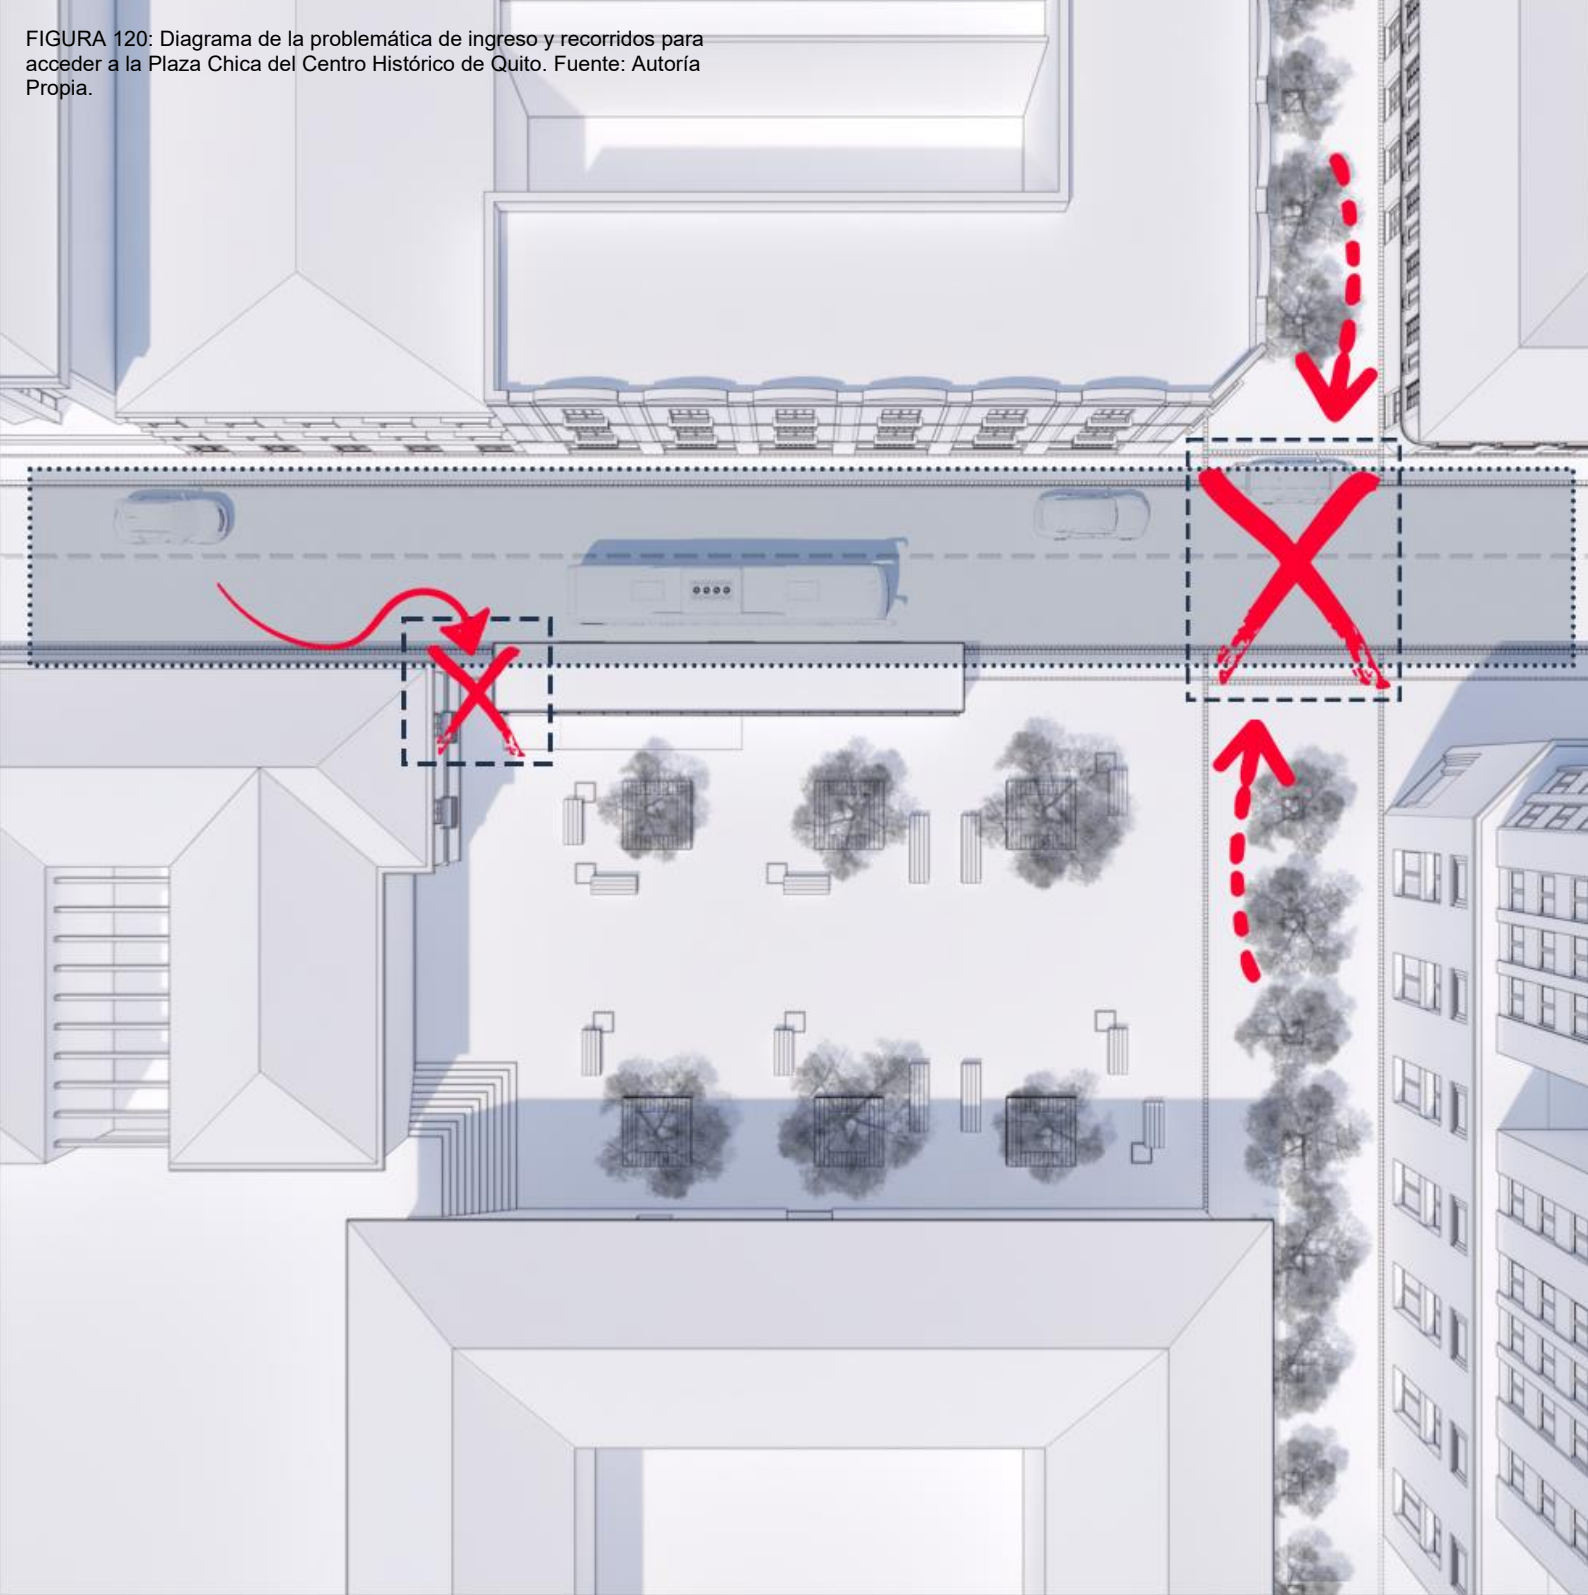 FIGURA 120: Diagrama de la problemática de ingreso y recorridos para
acceder a la Plaza Chica del Centro Histórico de Quito. Fuente: Autoría
Propia.